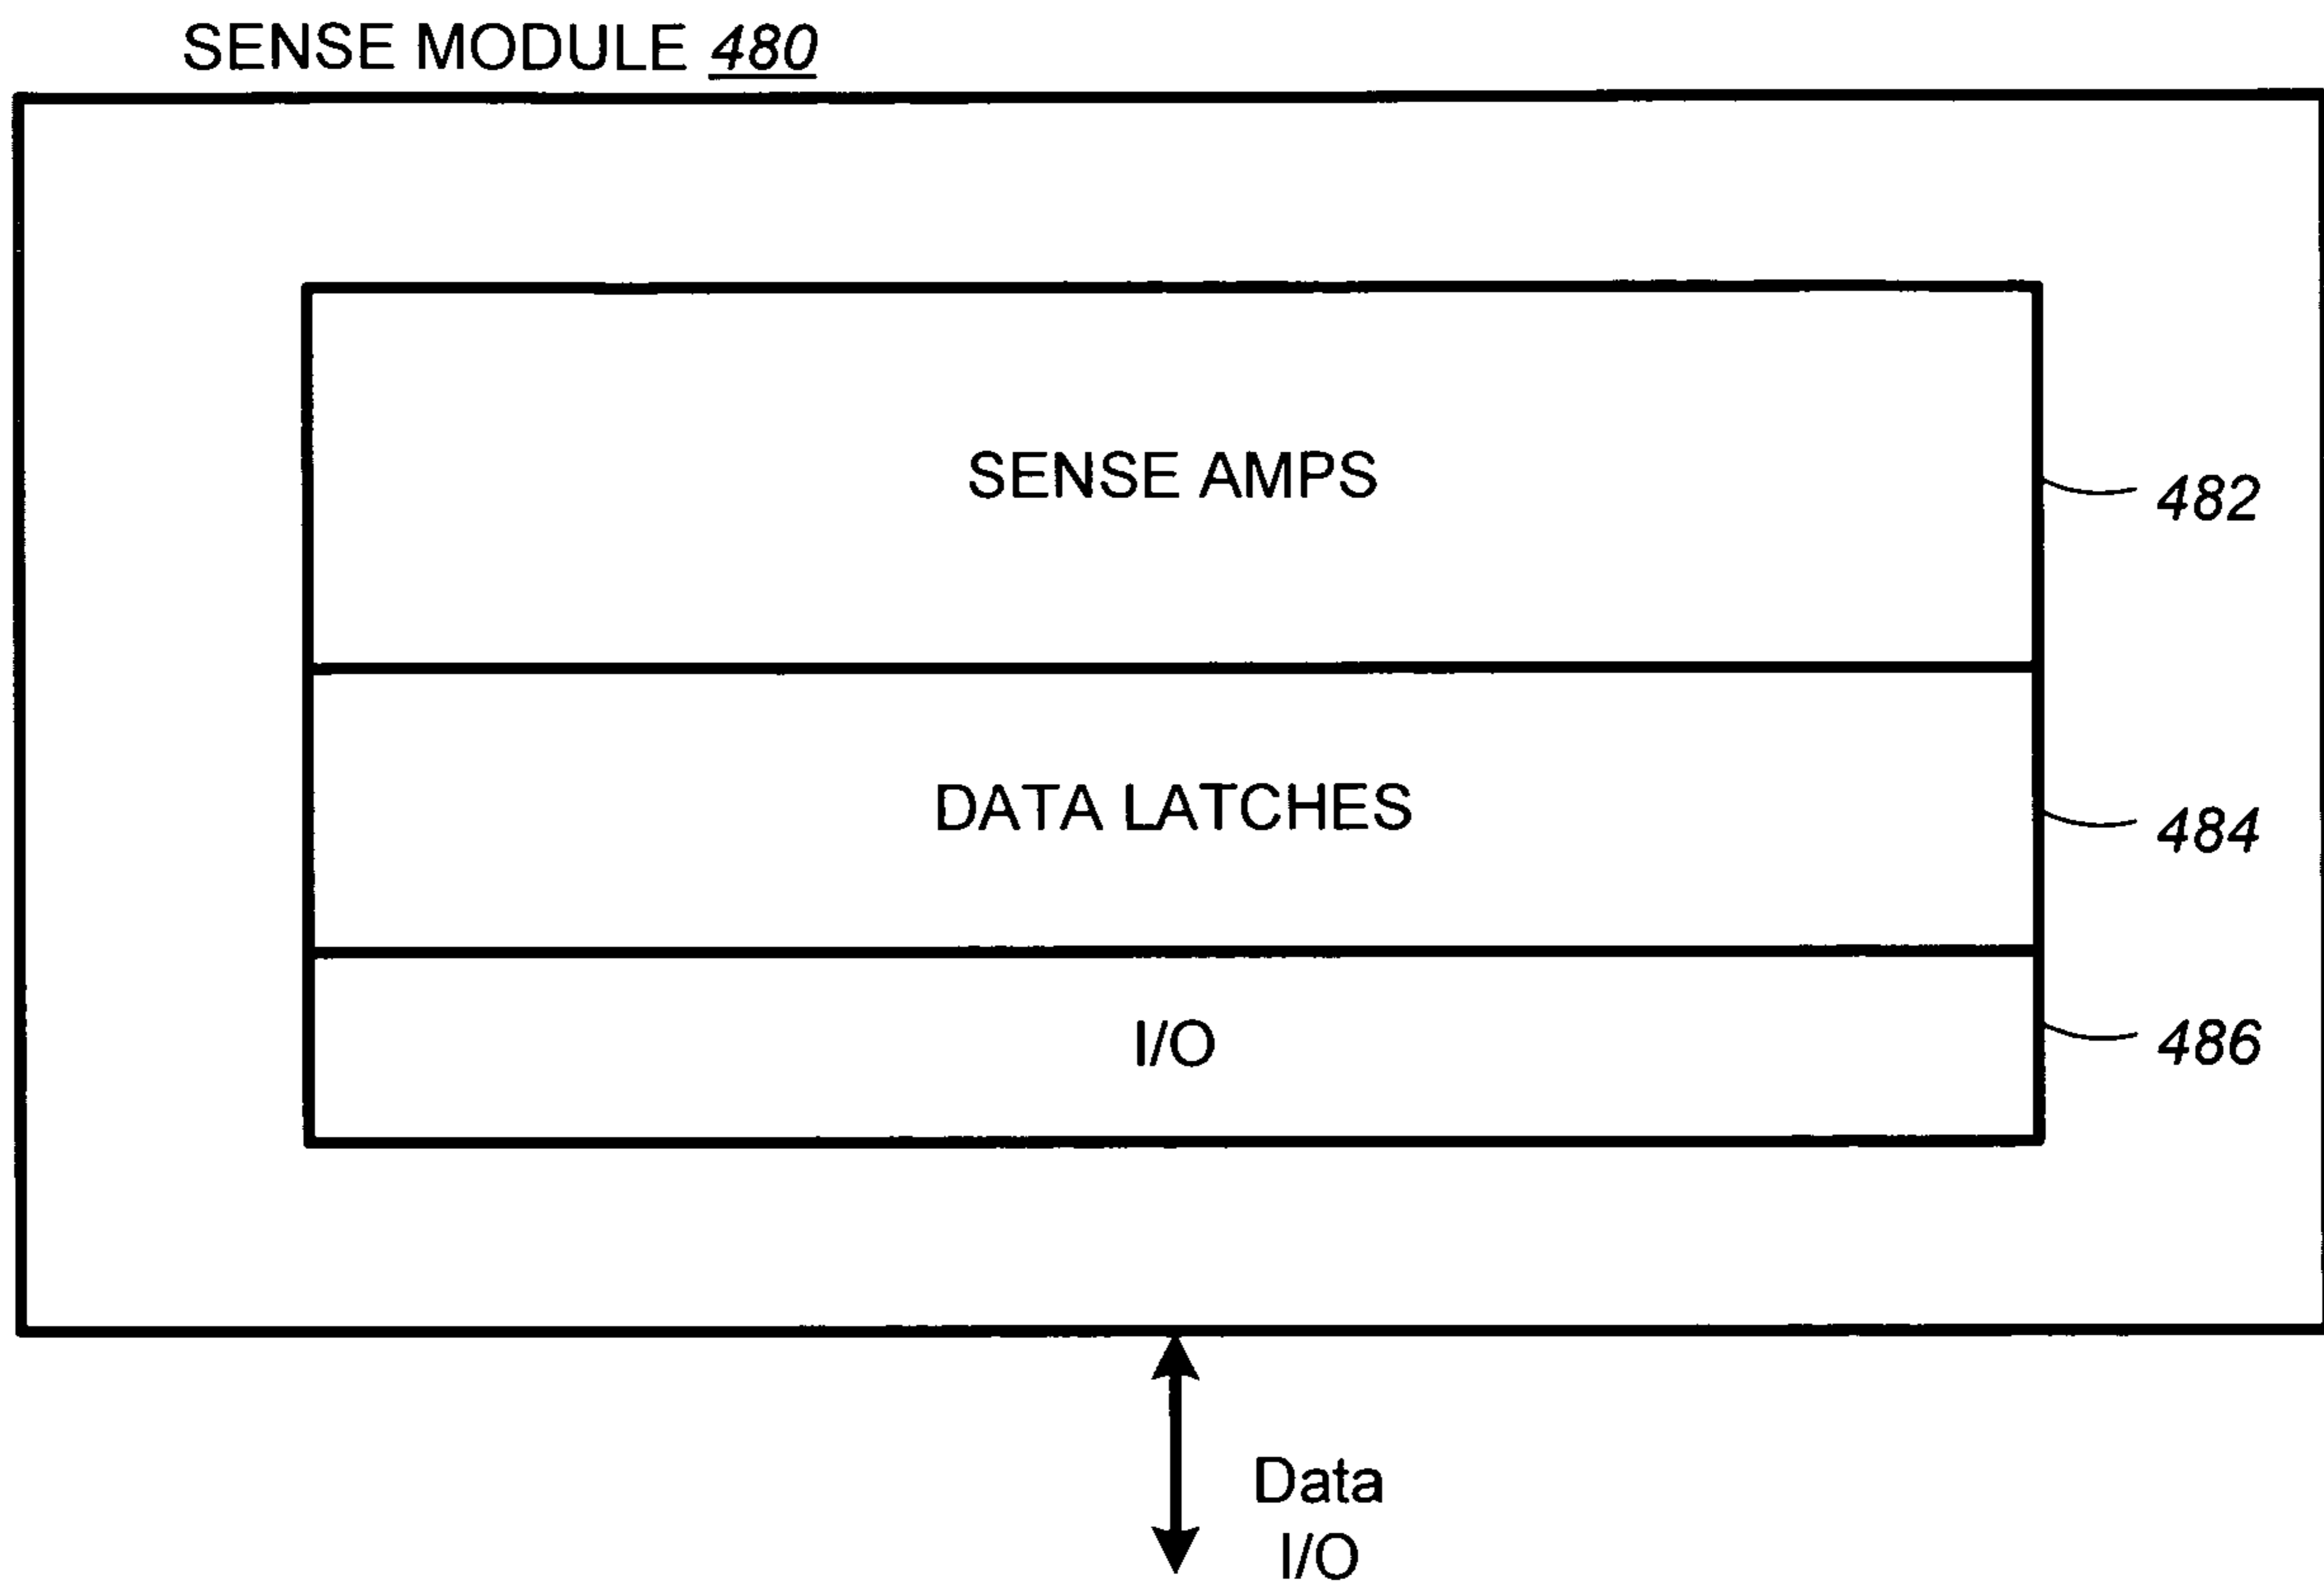 SENSE MODULE 480
SENSE AMPS
482
DATA LATCHES
484
I/O
486
Data
I/O